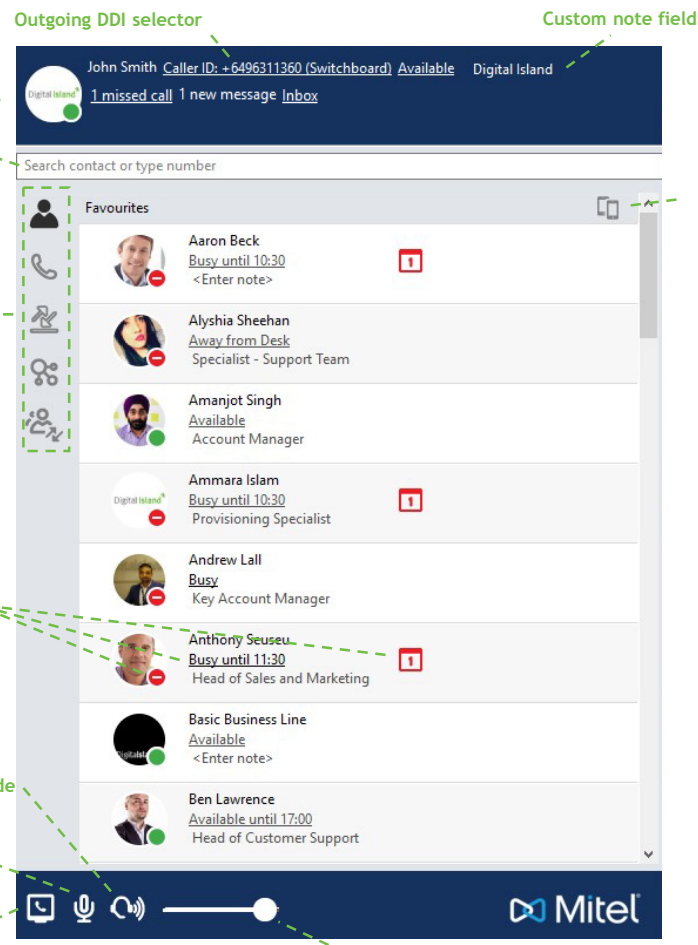 Outgoing DDI selector
Custom note field
John Smith Caller ID: +6496311360 (Switchboard) Available Digital Island
Digital Island
1 missed call 1 new message Inbox
Search contact or type number
Favourites
Aaron Beck
Busy until 10:30
1
<Enter note>
Alyshia Sheehan
Away from Desk
Specialist - Support Team
Amanjot Singh
Available
Account Manager
Ammara Islam
Digital Island
Busy until 10:30
1
Provisioning Specialist
Andrew Lall
Busy
Key Account Manager
Anthony Seuseu
Busy until 11:30
1
Head of Sales and Marketing
Basic Business Line
Available
<Enter note>
Ben Lawrence
Available until 17:00
Head of Customer Support
Mitel